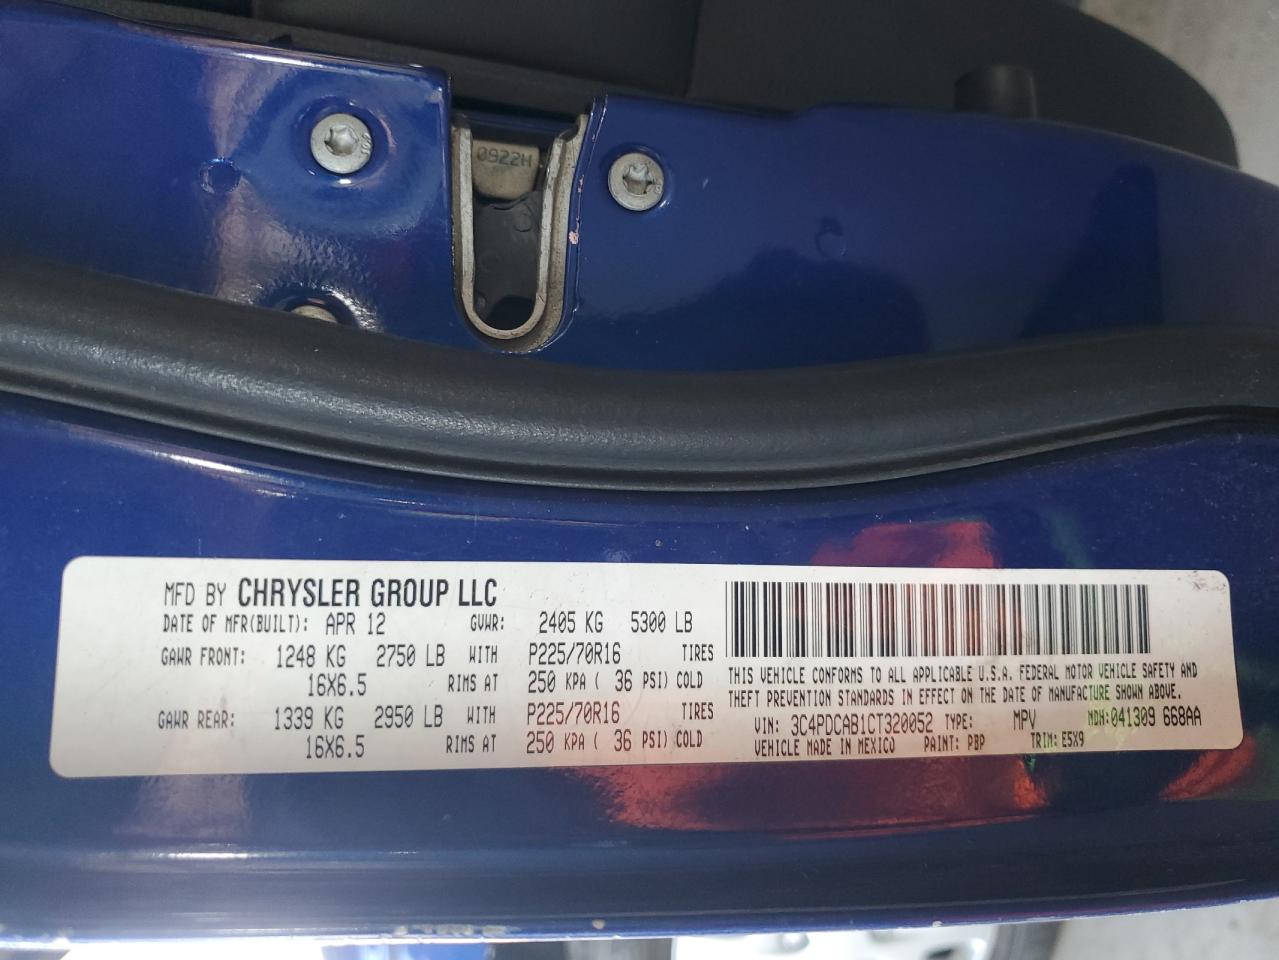 0922H
MFD BY CHRYSLER GROUP LLC
DATE OF MFR(BUILT): APR 12 GVWR: 2405 KG 5300 LB
GAWR FRONT: 1248 KG 2750 LB WITH P225/70R16 TIRES
16X6.5 RIMS AT 250 KPA ( 36 PSI) COLD
GAWR REAR: 1339 KG 2950 LB WITH P225/70R16 TIRES
16X6.5 RIMS AT 250 KPA ( 36 PSI) COLD
THIS VEHICLE CONFORMS TO ALL APPLICABLE U.S.A. FEDERAL MOTOR VEHICLE SAFETY AND
THEFT PREVENTION STANDARDS IN EFFECT ON THE DATE OF MANUFACTURE SHOWN ABOVE.
VIN: 3C4PDCAB1CT320052 TYPE: MPV MDH:041309 668AA
VEHICLE MADE IN MEXICO PAINT: PBP TRIM: E5X9